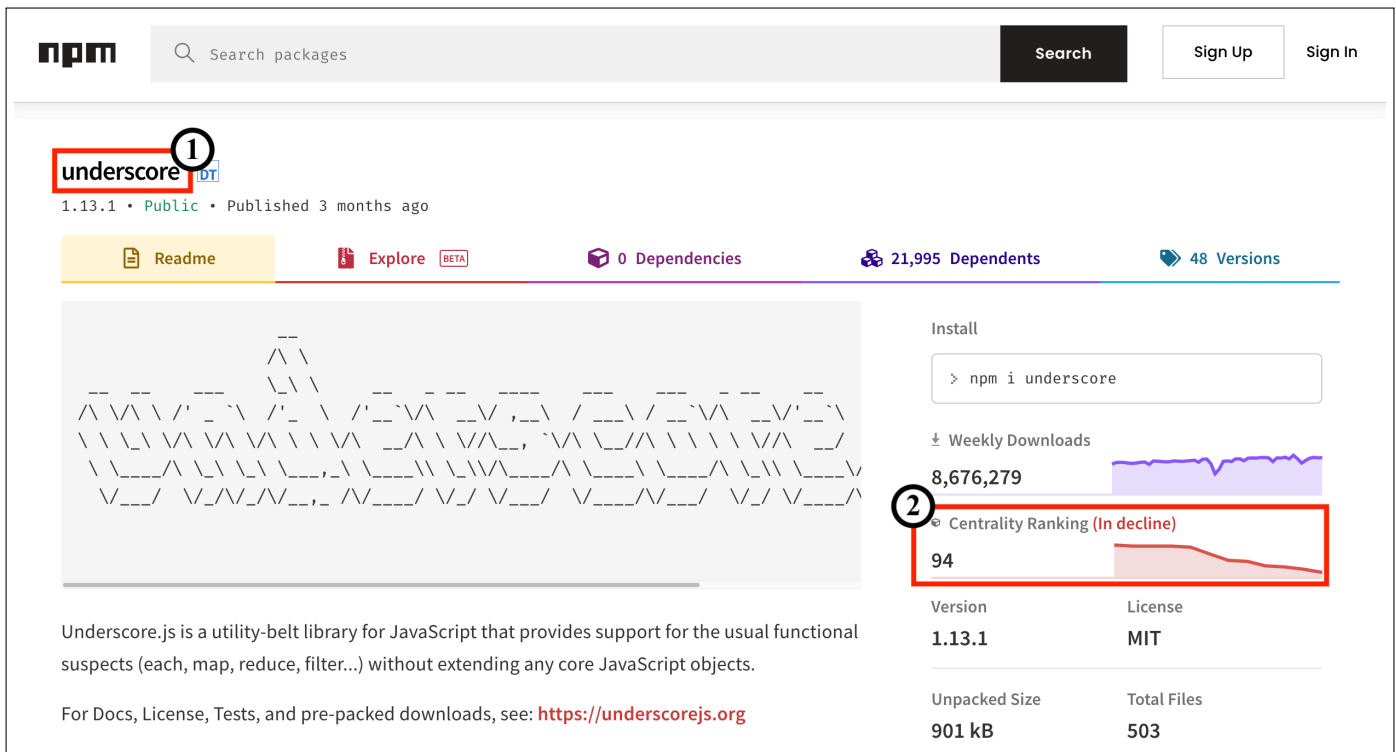 npm
Search packages
Search
Sign Up
Sign In
1
underscore
DT
1.13.1 • Public • Published 3 months ago
Readme
Explore BETA
0 Dependencies
21,995 Dependents
48 Versions
Install
> npm i underscore
Weekly Downloads
8,676,279
2
Centrality Ranking (In decline)
94
Version
License
1.13.1
MIT
Unpacked Size
Total Files
901 kB
503
Underscore.js is a utility-belt library for JavaScript that provides support for the usual functional
suspects (each, map, reduce, filter...) without extending any core JavaScript objects.
For Docs, License, Tests, and pre-packed downloads, see: https://underscorejs.org